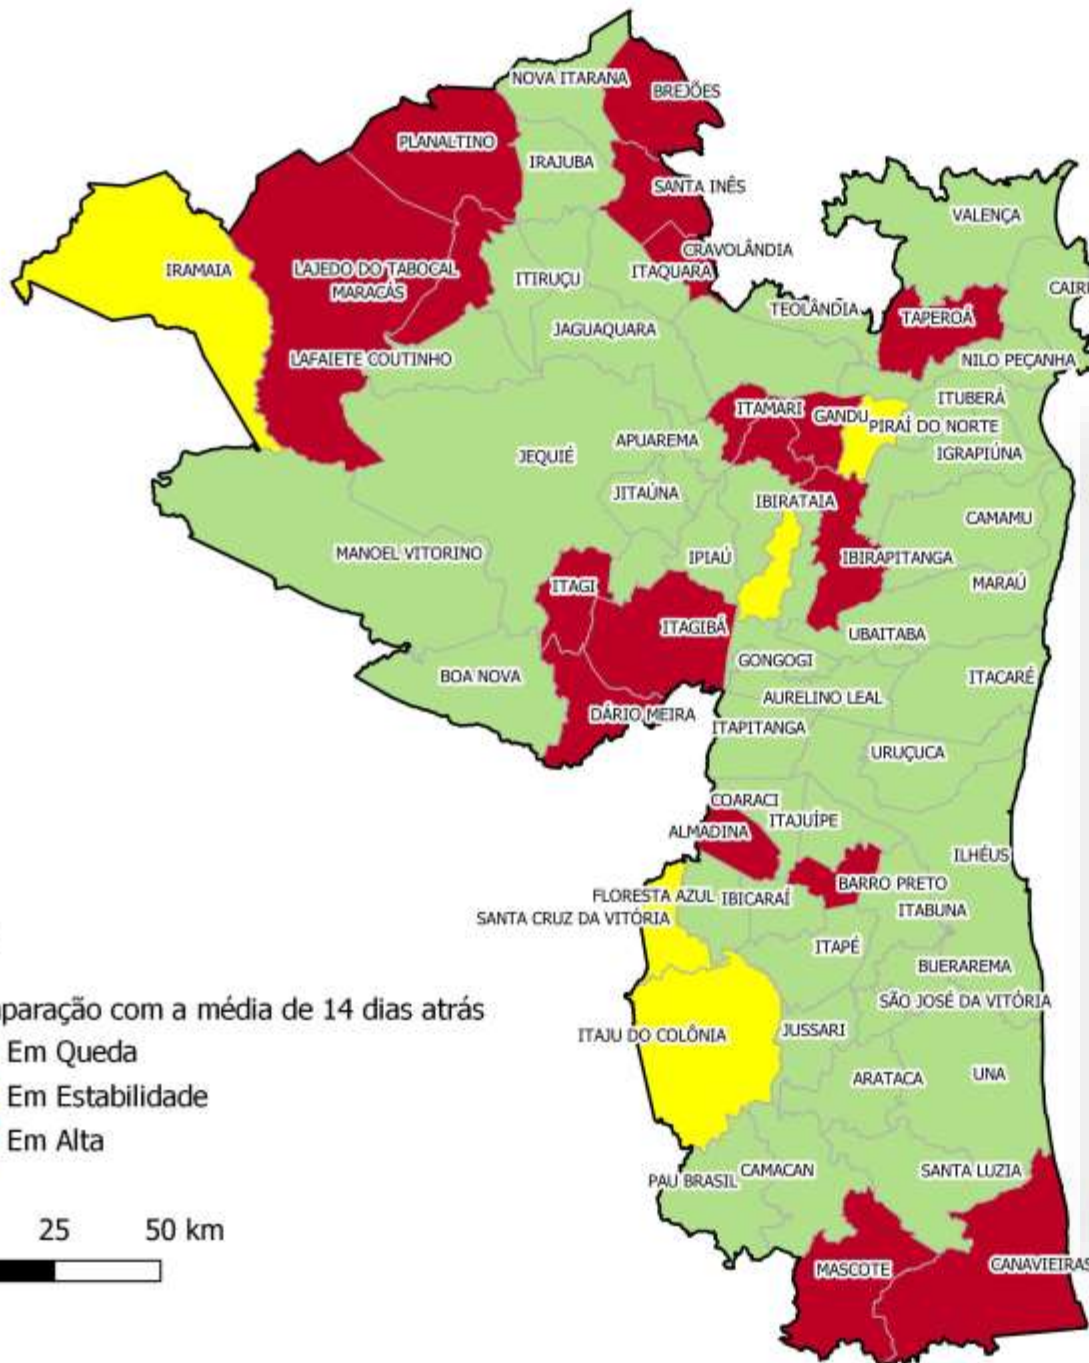 NOVA ITARANA
BREJÕES
PLANALTINO
IRAJUBA
SANTA INÊS
VALENÇA
CRAVOLÂNDIA
IRAMAIA
LAJEDO DO TABOCAL
ITAQUARA
ITIRUÇU
MARACÁS
CAIRU
TEOLÂNDIA
TAPEROÁ
JAGUAQUARA
LAFAIETE COUTINHO
NILO PEÇANHA
ITUBERÁ
ITAMARI
GANDU
PIRAÍ DO NORTE
APUAREMA
JEQUIÉ
IGRAPIÚNA
JITAÚNA
IBIRATAIA
CAMAMU
MANOEL VITORINO
IPIAÚ
IBIRAPITANGA
ITAGI
MARAÚ
ITAGIBÁ
UBAITABA
GONGOGI
BOA NOVA
ITACARÉ
AURELINO LEAL
DÁRIO MEIRA
ITAPITANGA
URUÇUCA
COARACI
ITAJUÍPE
ALMADINA
ILHÉUS
BARRO PRETO
FLORESTA AZUL
IBICARAÍ
ITABUNA
SANTA CRUZ DA VITÓRIA
ITAPÉ
BUERAREMA
SÃO JOSÉ DA VITÓRIA
paração com a média de 14 dias atrás
ITAJU DO COLÔNIA
JUSSARI
Em Queda
ARATACA
UNA
Em Estabilidade
Em Alta
PAU BRASIL
CAMACAN
SANTA LUZIA
25 50 km
MASCOTE
CANAVIEIRAS